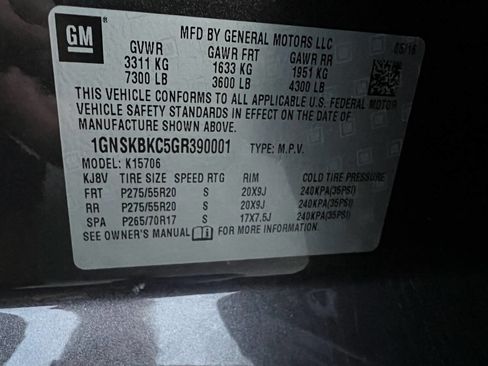 GM
®
MFD BY GENERAL MOTORS LLC
05/16
GVWR GAWR FRT GAWR RR
3311 KG 1633 KG 1951 KG
7300 LB 3600 LB 4300 LB
THIS VEHICLE CONFORMS TO ALL APPLICABLE U.S. FEDERAL MOTOR
VEHICLE SAFETY STANDARDS IN EFFECT ON THE DATE OF
MANUFACTURE SHOWN ABOVE.
1GNSKBKC5GR390001 TYPE: M.P.V.
MODEL: K15706
KJ8V TIRE SIZE SPEED RTG RIM COLD TIRE PRESSURE
FRT P275/55R20 S 20X9J 240KPA(35PSI)
RR P275/55R20 S 20X9J 240KPA(35PSI)
SPA P265/70R17 S 17X7.5J 240KPA(35PSI)
SEE OWNER'S MANUAL FOR MORE INFORMATION.